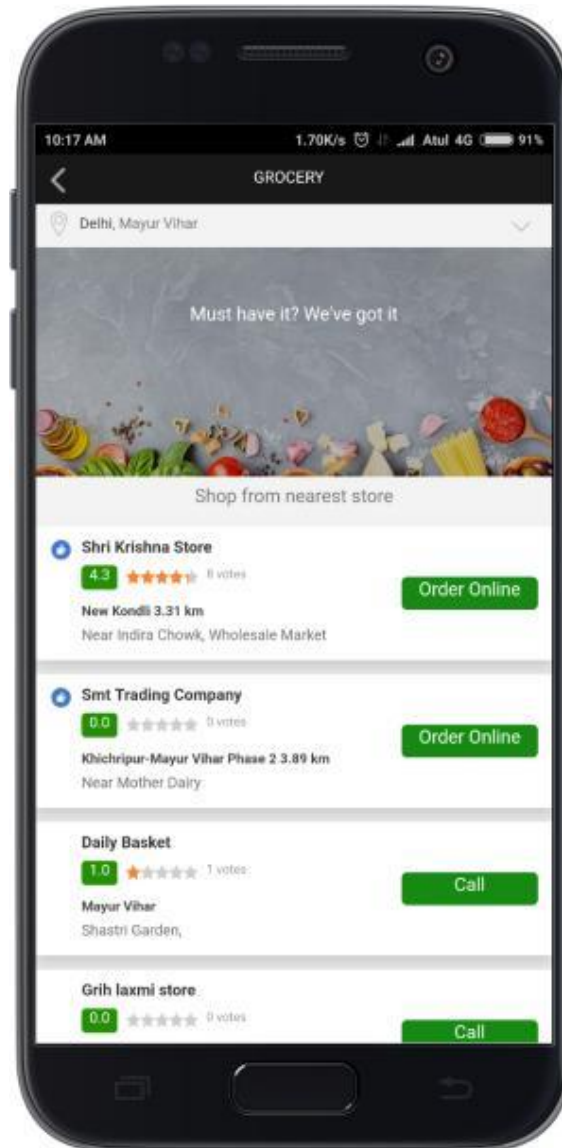 10:17 AM 1.70K/s Atul 4G 91%
GROCERY
Delhi, Mayur Vihar
Must have it? We've got it
Shop from nearest store
Shri Krishna Store
4.3 8 votes
Order Online
New Kondli 3.31 km
Near Indira Chowk, Wholesale Market
Smt Trading Company
0.0 0 votes
Order Online
Khichripur-Mayur Vihar Phase 2 3.89 km
Near Mother Dairy
Daily Basket
1.0 1 votes
Call
Mayur Vihar
Shastri Garden,
Grih laxmi store
0.0 0 votes
Call